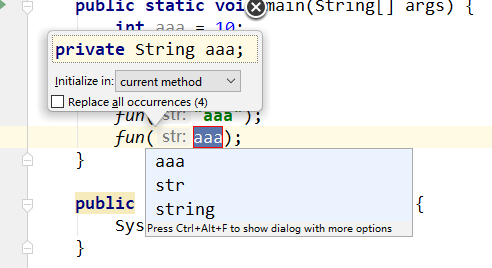 public static voi main(String[] args) {
int aaa = 10;
private String aaa;
Initialize in: current method
Replace all occurrences (4)
fun( str: "aaa");
fun( str: aaa);
}
aaa
str
string
Press Ctrl+Alt+F to show dialog with more options
public {
Sys
}